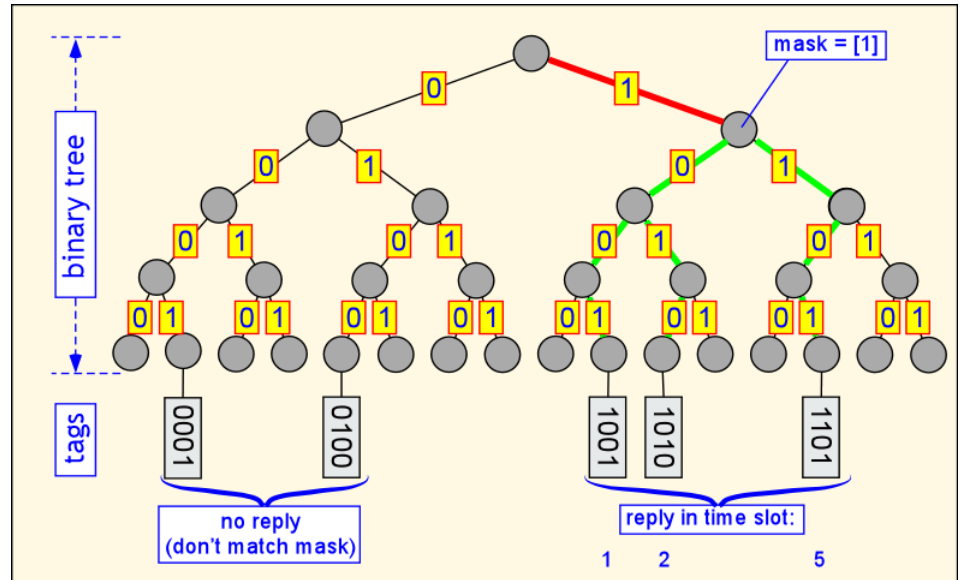 mask = [1]
0 1
0 1 0 1
0 1 0 1 0 1 0 1
0 1 0 1 0 1 0 1 0 1 0 1 0 1 0 1
binary tree
tags
0001
0100
1001
1010
1101
no reply
(don't match mask)
reply in time slot:
1 2 5